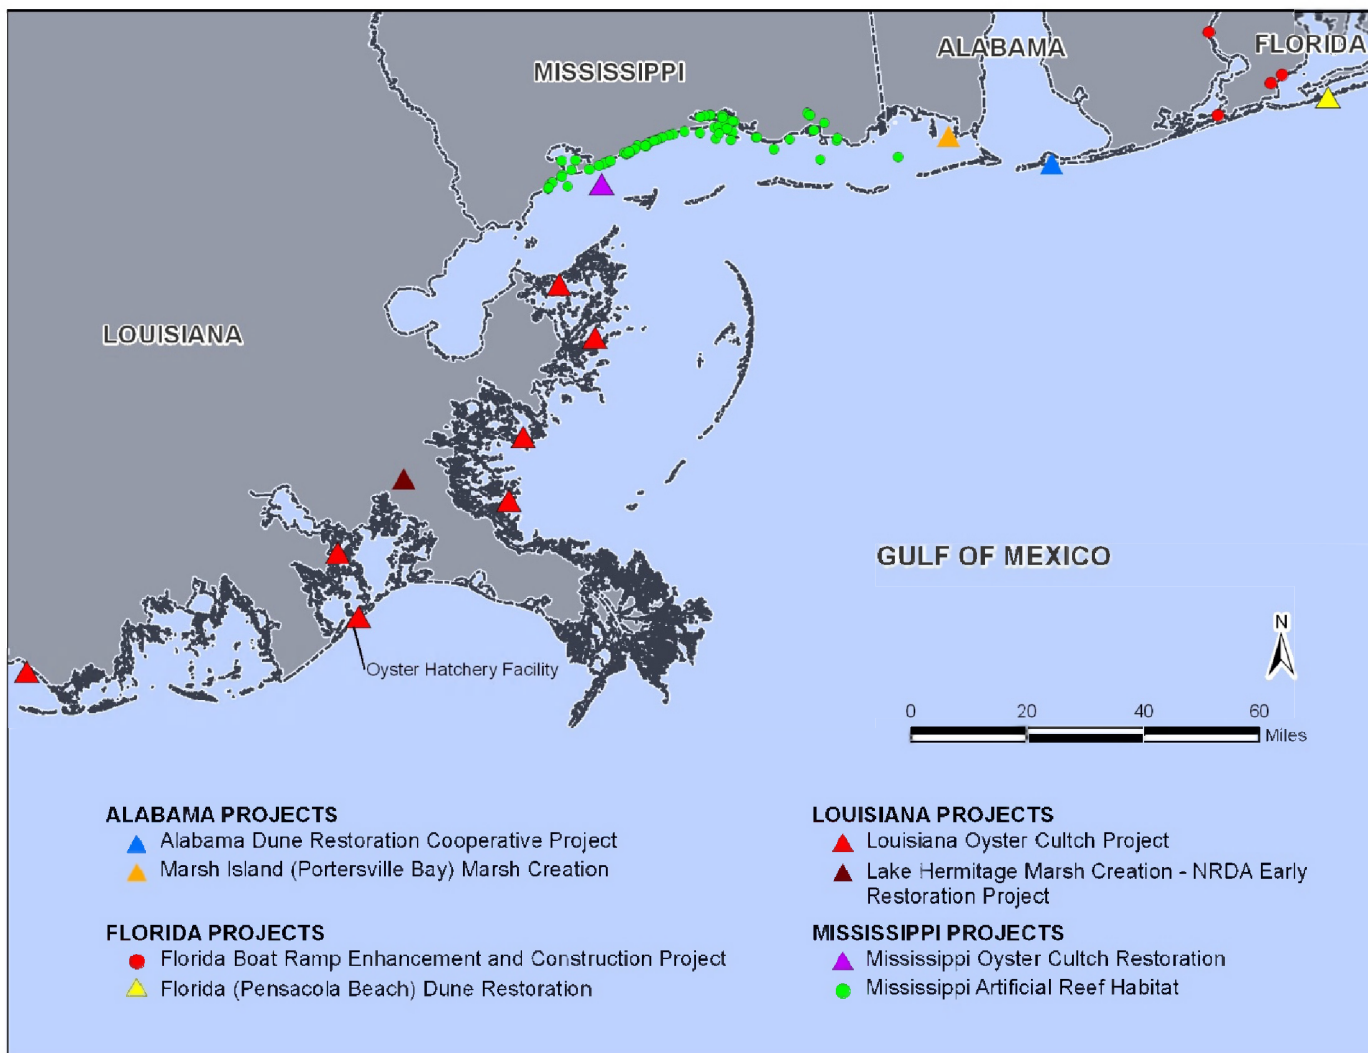 ALABAMA
FLORIDA
MISSISSIPPI
LOUISIANA
GULF OF MEXICO
N
Oyster Hatchery Facility
0 20 40 60
Miles
ALABAMA PROJECTS
Alabama Dune Restoration Cooperative Project
Marsh Island (Portersville Bay) Marsh Creation
FLORIDA PROJECTS
Florida Boat Ramp Enhancement and Construction Project
Florida (Pensacola Beach) Dune Restoration
LOUISIANA PROJECTS
Louisiana Oyster Cultch Project
Lake Hermitage Marsh Creation - NRDA Early
Restoration Project
MISSISSIPPI PROJECTS
Mississippi Oyster Cultch Restoration
Mississippi Artificial Reef Habitat